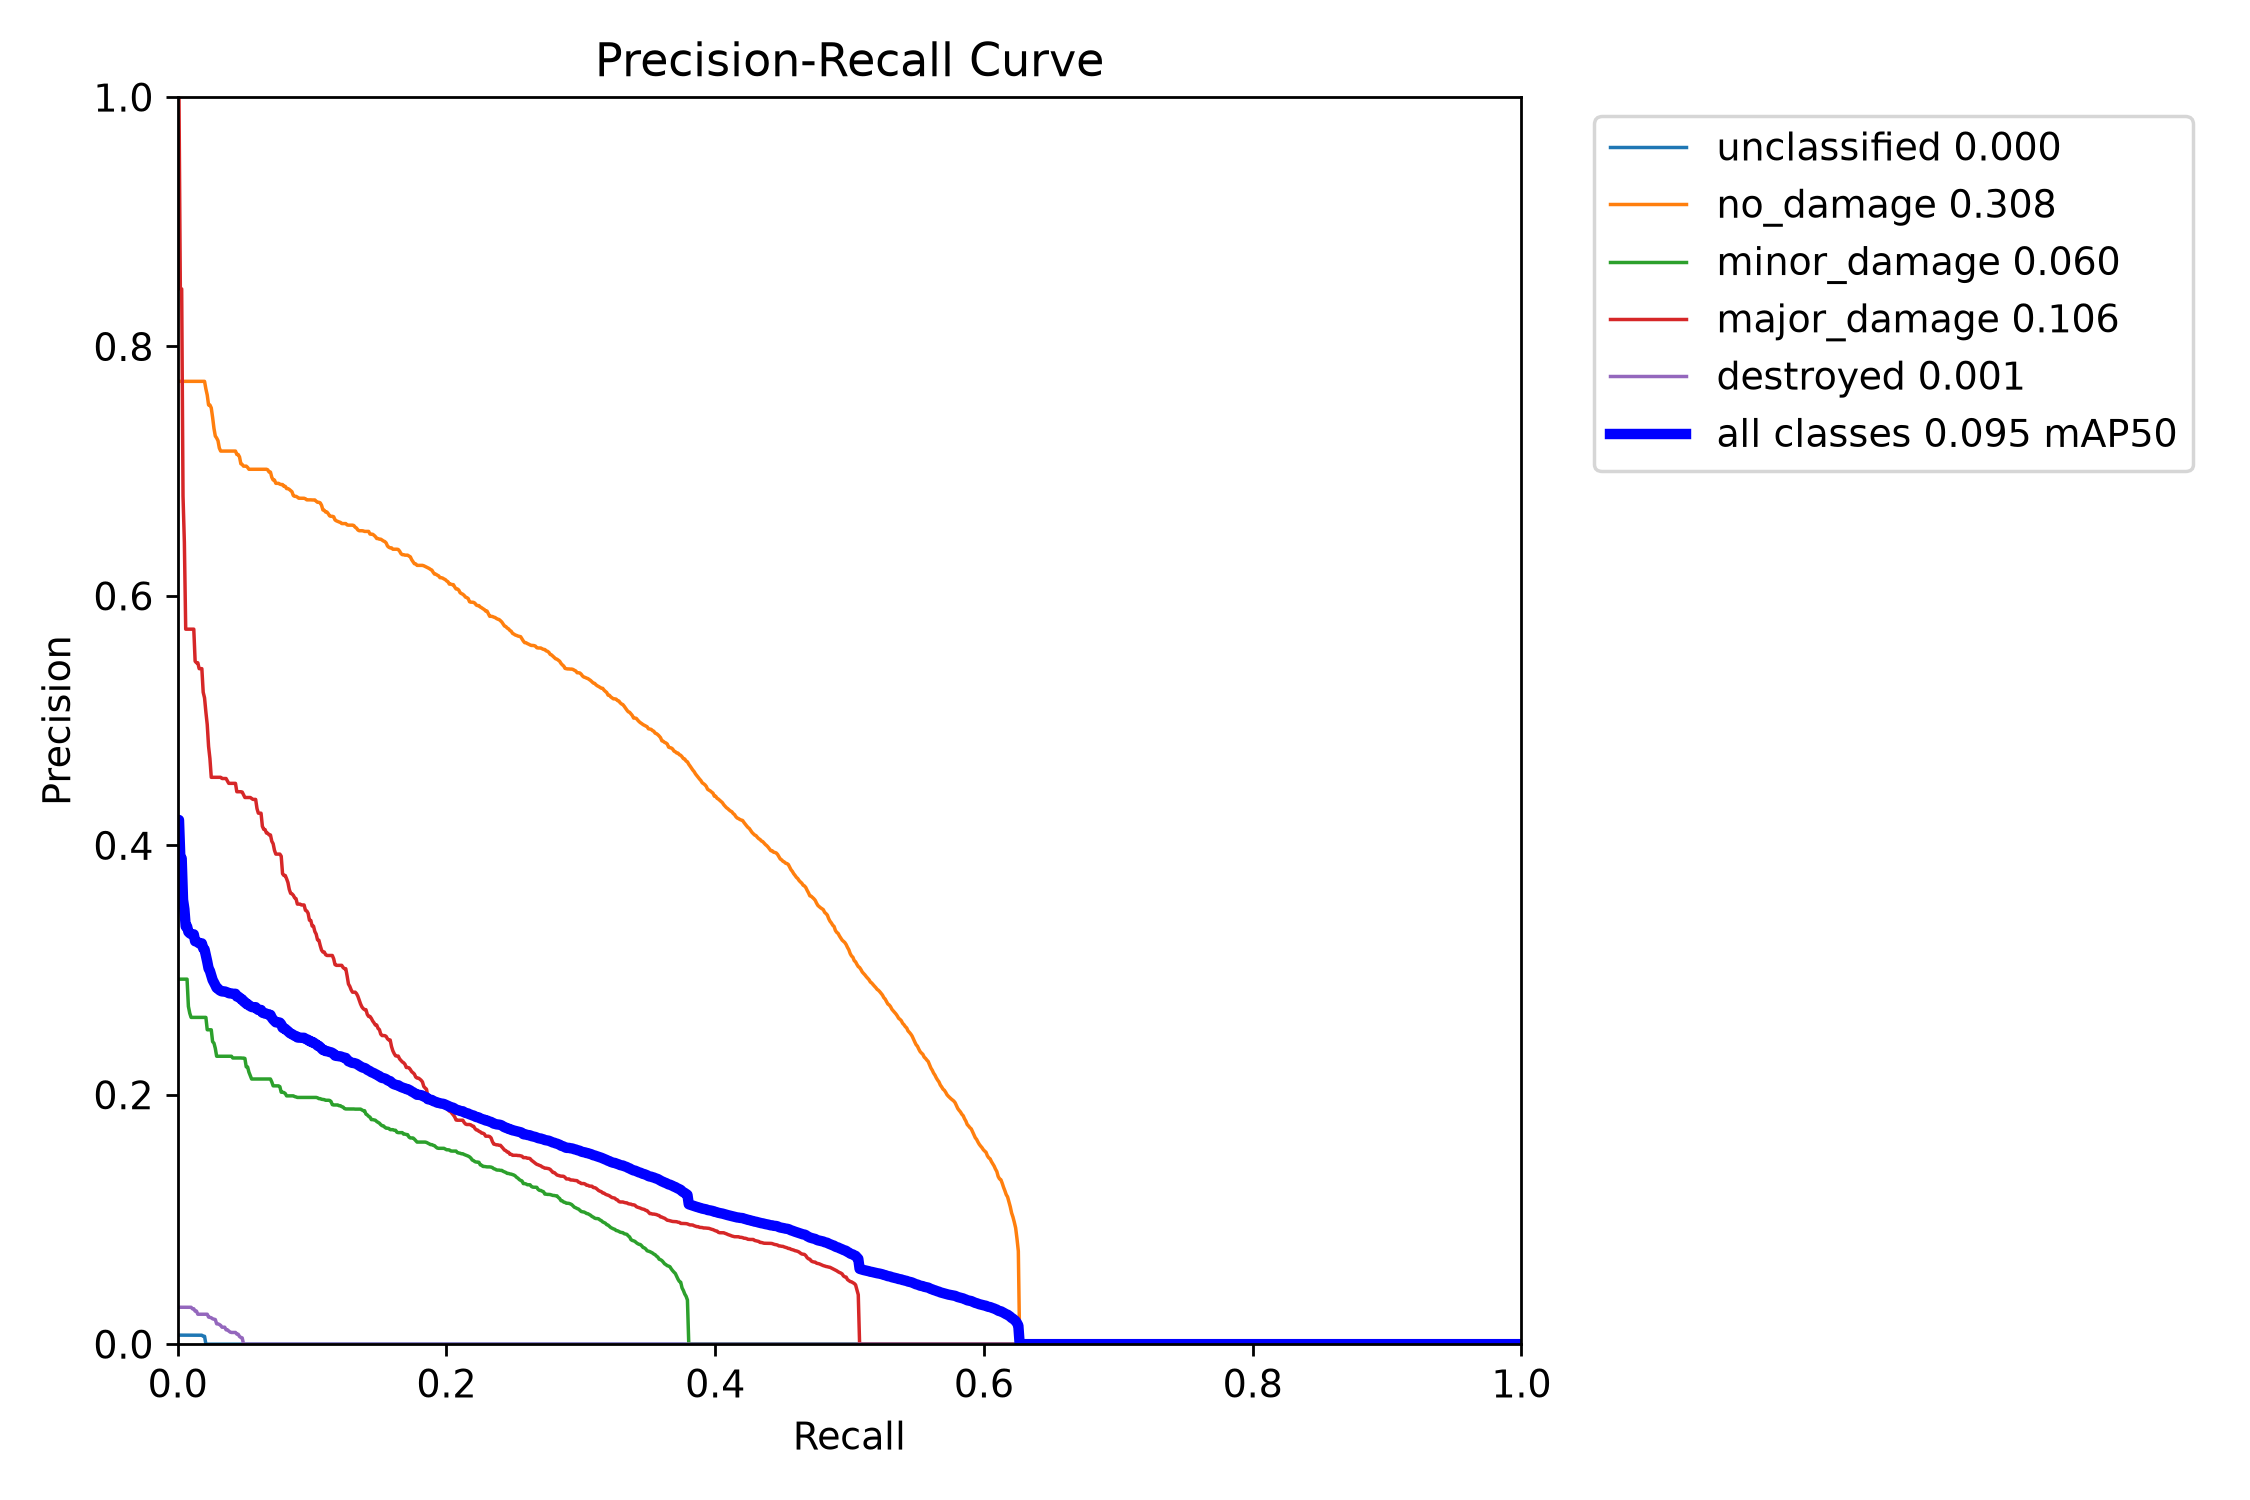 Precision-Recall Curve
1.0
0.8
0.6
0.4
0.2
0.0
Precision
0.0 0.2 0.4 0.6 0.8 1.0
Recall
unclassified 0.000
no_damage 0.308
minor_damage 0.060
major_damage 0.106
destroyed 0.001
all classes 0.095 mAP50